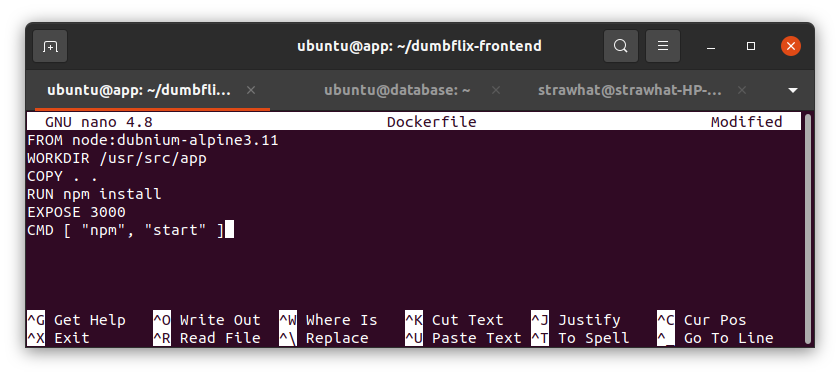 ubuntu@app: ~/dumbflix-frontend
ubuntu@app: ~/dumbfli... ubuntu@database: ~ strawhat@strawhat-HP-...
GNU nano 4.8 Dockerfile Modified
FROM node:dubnium-alpine3.11
WORKDIR /usr/src/app
COPY . .
RUN npm install
EXPOSE 3000
CMD [ "npm", "start" ]
^G Get Help ^O Write Out ^W Where Is ^K Cut Text ^J Justify ^C Cur Pos
^X Exit ^R Read File ^\ Replace ^U Paste Text ^T To Spell ^_ Go To Line